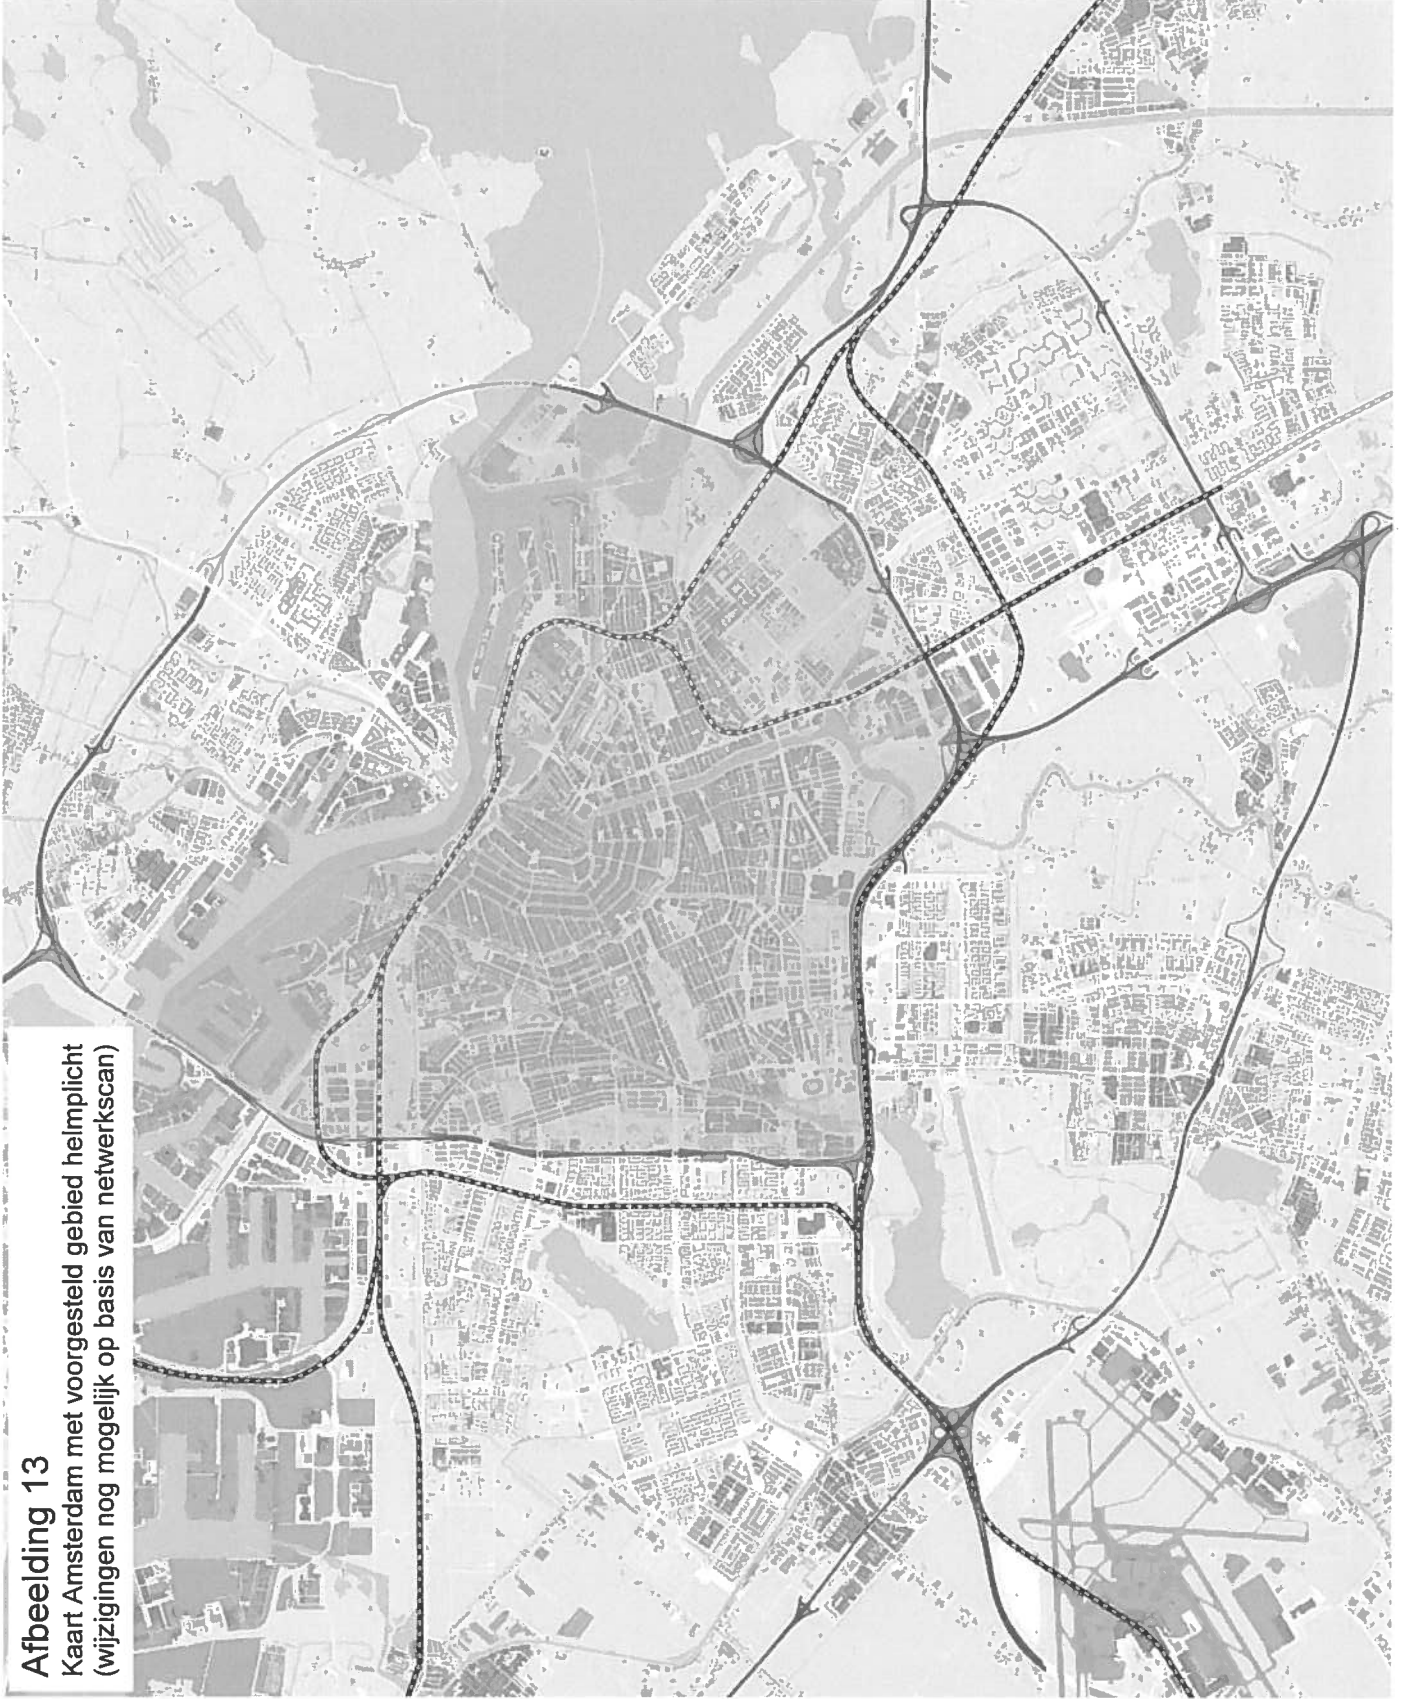 Afbeelding 13
Kaart Amsterdam met voorgesteld gebied helmplicht
(wijzigingen nog mogelijk op basis van netwerkscan)